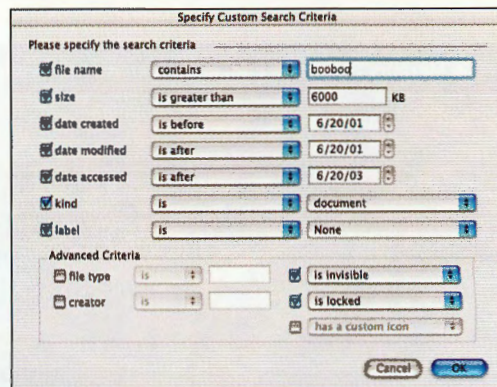 Specify Custom Search Criteria
Please specify the search criteria
file name contains booboo
size is greater than 6000 KB
date created is before 6/20/01
date modified is after 6/20/01
date accessed is after 6/20/03
kind is document
label is None
Advanced Criteria
file type is is invisible
creator is is locked
has a custom icon
Cancel OK